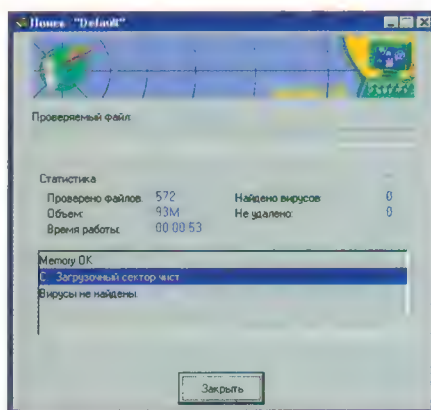 Поиск "Default"
Проверяемый файл:
Статистика
Проверено файлов: 572 Найдено вирусов: 0
Объем: 93M Не удалено: 0
Время работы: 00:00:53
Memory OK
C: Загрузочный сектор чист
Вирусы не найдены.
Закрыть